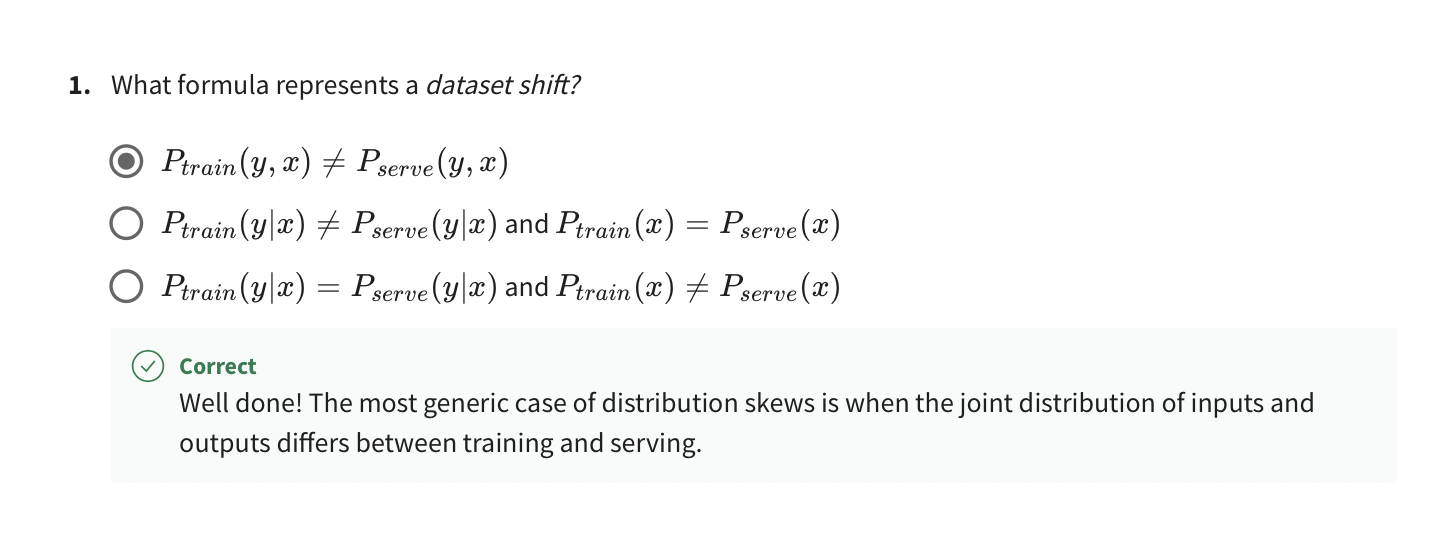 1. What formula represents a dataset shift?
P_train(y, x) ≠ P_serve(y, x)
P_train(y|x) ≠ P_serve(y|x) and P_train(x) = P_serve(x)
P_train(y|x) = P_serve(y|x) and P_train(x) ≠ P_serve(x)
Correct
Well done! The most generic case of distribution skews is when the joint distribution of inputs and
outputs differs between training and serving.